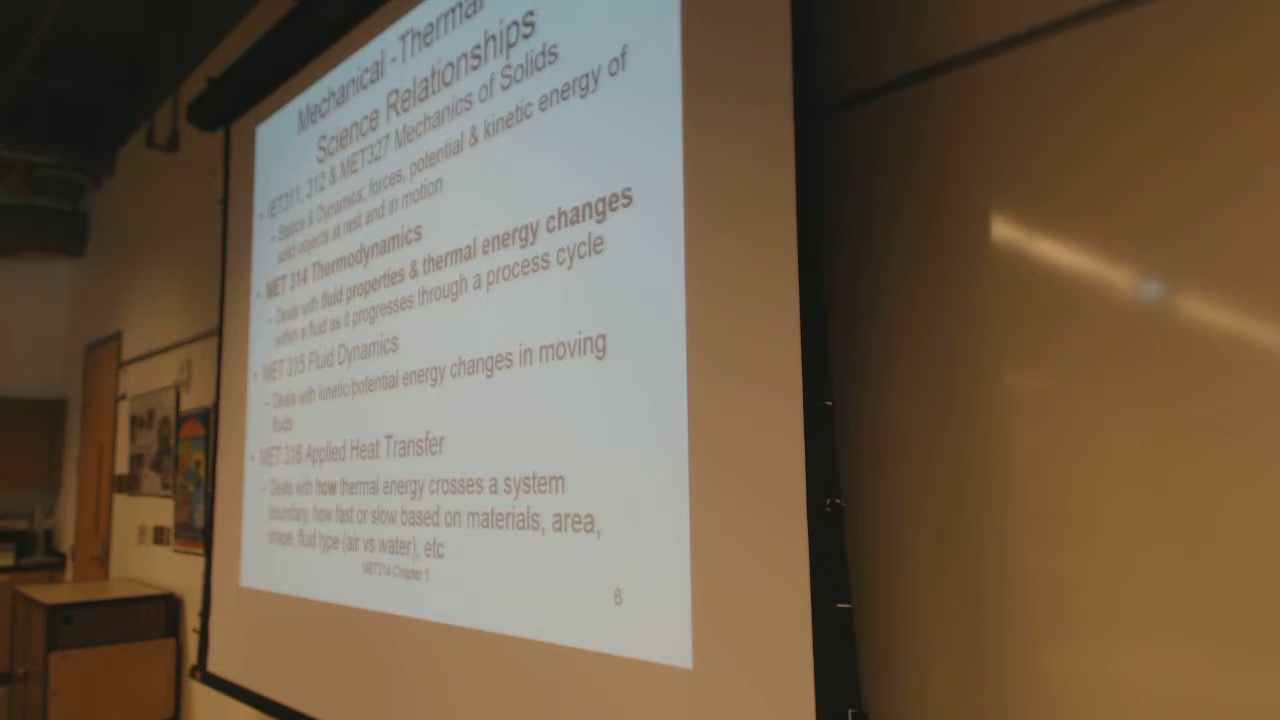 Mechanical -Thermal
Science Relationships
• IET311, 312 & MET327 Mechanics of Solids
– Statics & Dynamics, forces, potential & kinetic energy of
solid objects at rest and in motion
• MET 314 Thermodynamics
– Deals with fluid properties & thermal energy changes
within a fluid as it progresses through a process cycle
• MET 315 Fluid Dynamics
– Deals with kinetic/potential energy changes in moving
fluids
• MET 316 Applied Heat Transfer
– Deals with how thermal energy crosses a system
boundary, how fast or slow based on materials, area,
shape, fluid type (air vs water), etc
MET314 Chapter 1
6